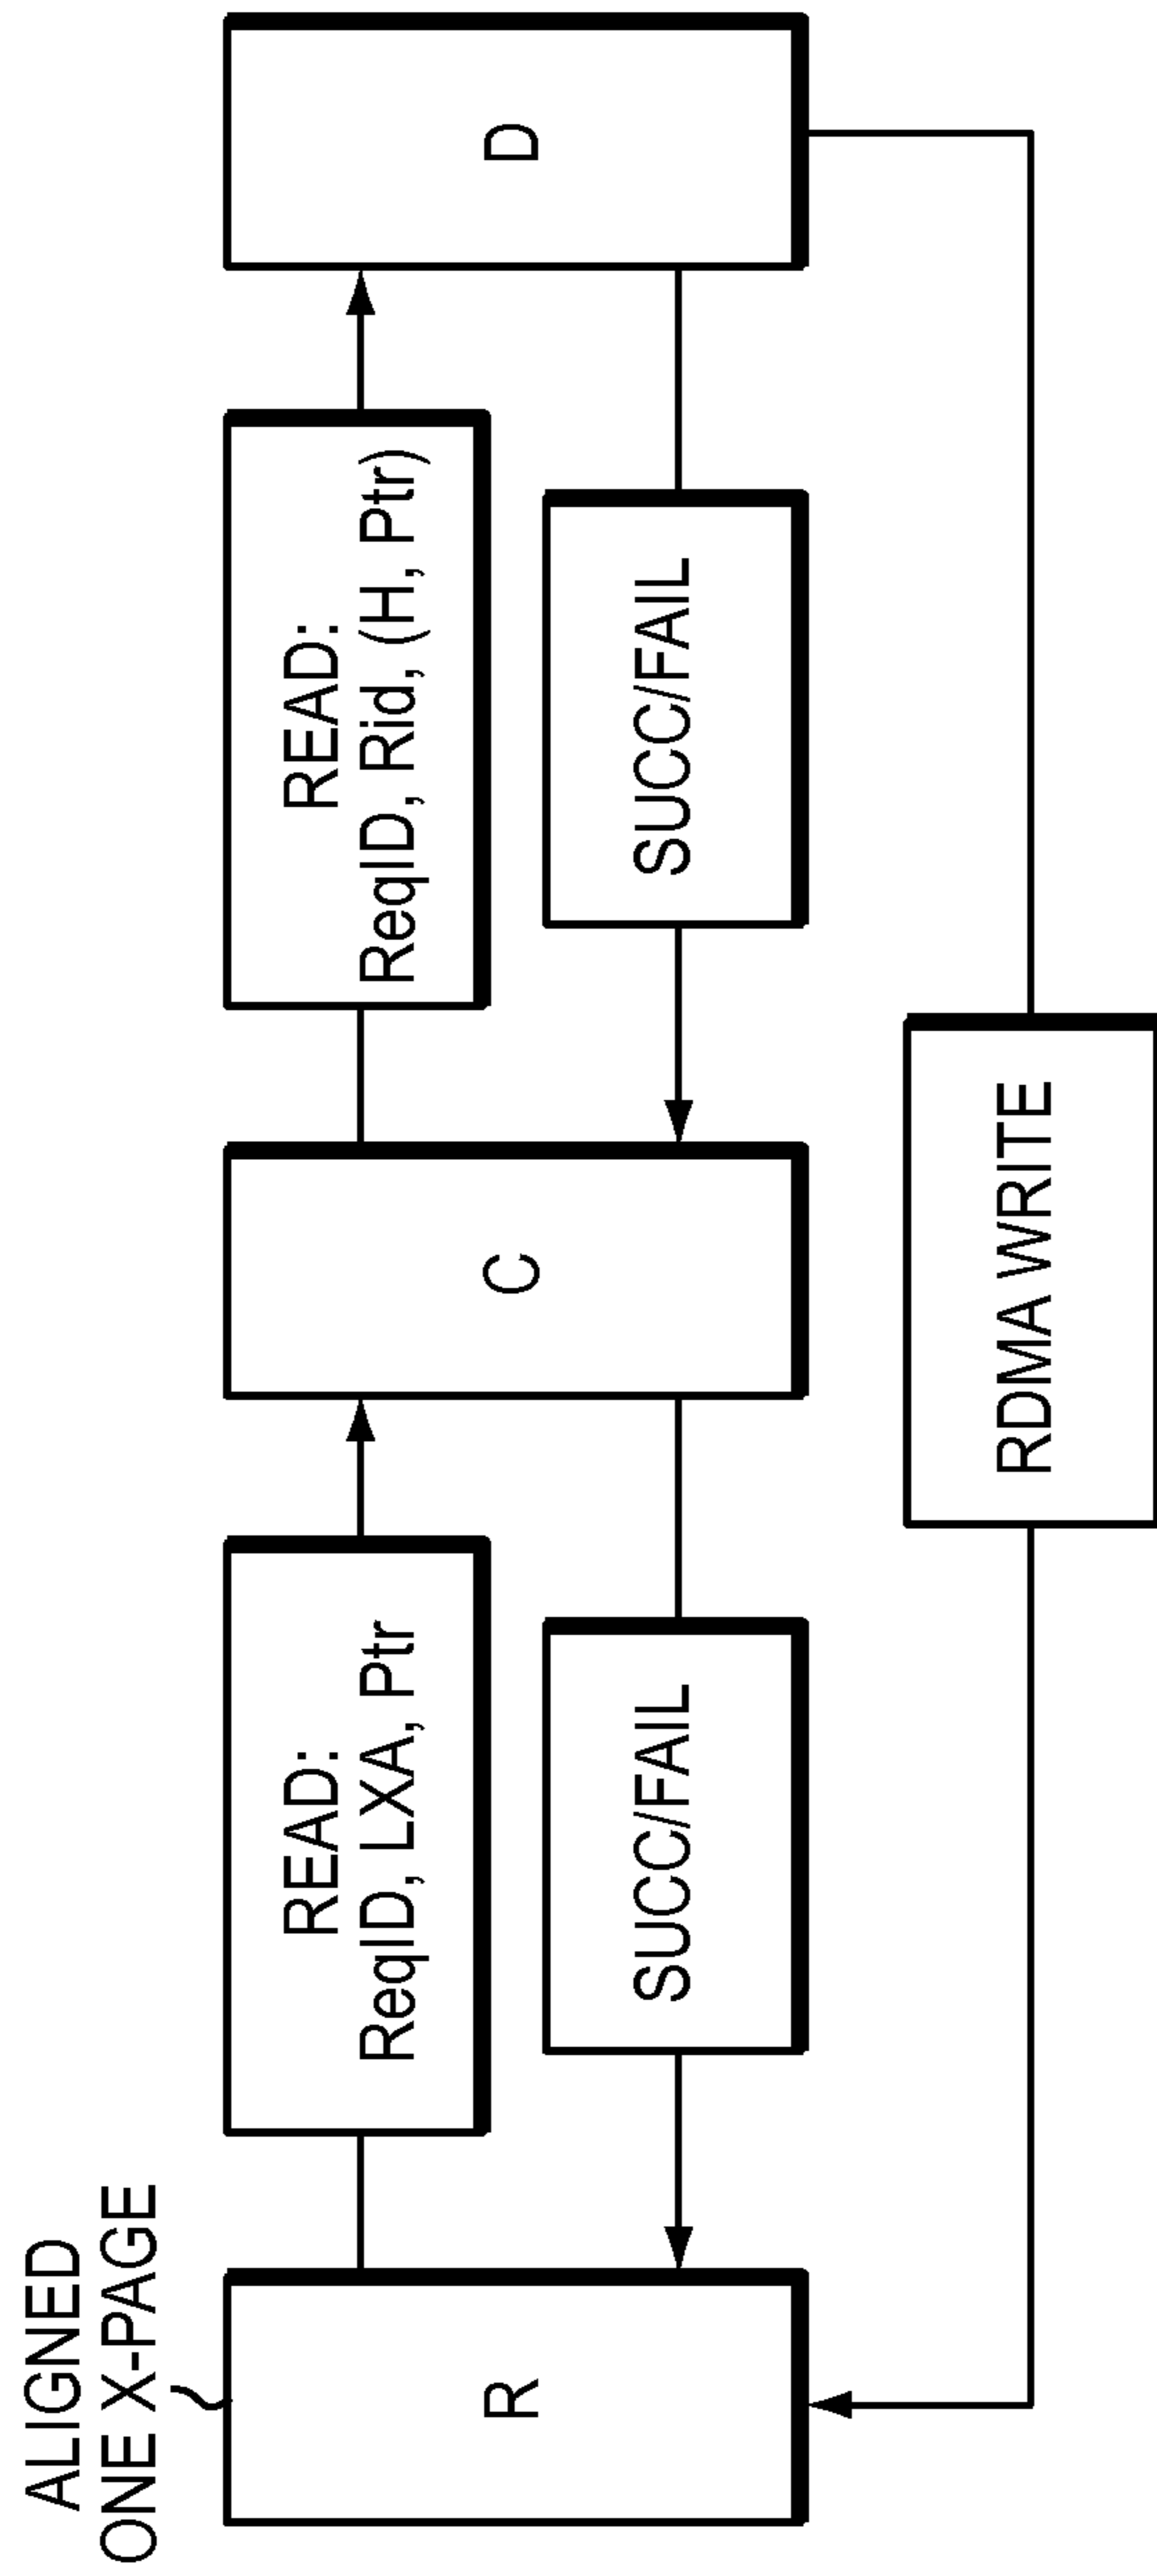 ALIGNED
ONE X-PAGE
R
READ:
ReqID, LXA, Ptr
SUCC/FAIL
C
READ:
ReqID, Rid, (H, Ptr)
SUCC/FAIL
D
RDMA WRITE